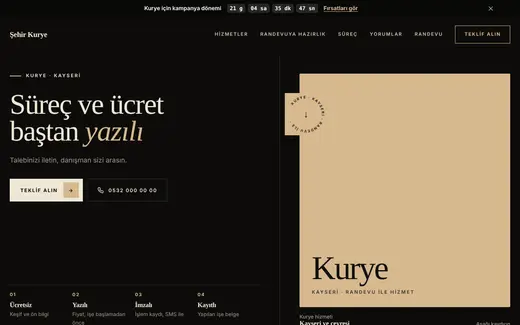 Kurye için kampanya dönemi 21 g 04 sa 35 dk 47 sn Fırsatları gör
Şehir Kurye
HİZMETLER RANDEVUYA HAZIRLIK SÜREÇ YORUMLAR RANDEVU TEKLİF ALIN
KURYE · KAYSERİ
Süreç ve ücret
baştan yazılı
Talebinizi iletin, danışman sizi arasın.
TEKLİF ALIN
0532 000 00 00
KURYE · KAYSERİ · RANDEVU İLE
Kurye
KAYSERİ · RANDEVU İLE HİZMET
01 02 03 04
Ücretsiz Yazılı İmzalı Kayıtlı
Keşif ve ön bilgi Fiyat, işe başlamadan önce İşlem kaydı, SMS ile Yapılan işe belge
Kurye hizmeti
Kayseri ve çevresi